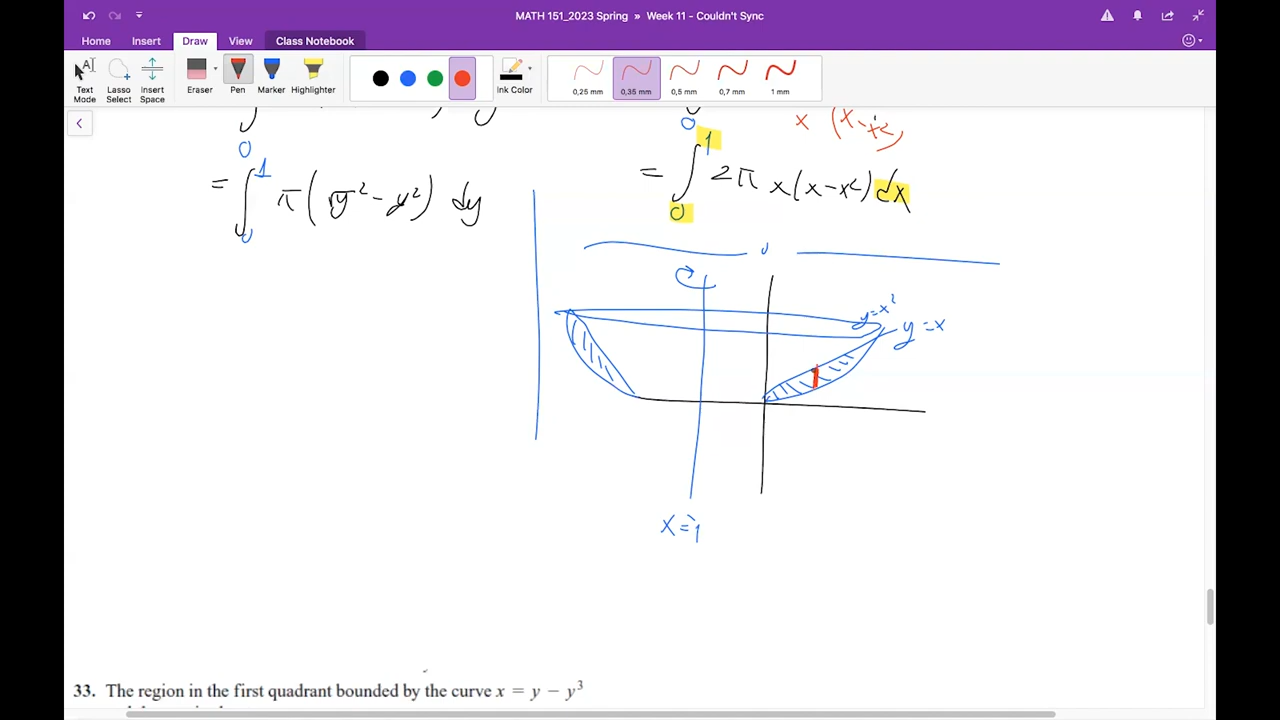 MATH 151_2023 Spring » Week 11 - Couldn't Sync
Home Insert Draw View Class Notebook
Text Mode
Lasso Select
Insert Space
Eraser
Pen
Marker
Highlighter
Ink Color
0,25 mm
0,35 mm
0,5 mm
0,7 mm
1 mm
0
= ∫₀¹ π(√y² - y²) dy
0
x (x-x²)
= ∫₀¹ 2π x(x-x²) dx
y=x²
y=x
x=-1
33. The region in the first quadrant bounded by the curve x = y − y³